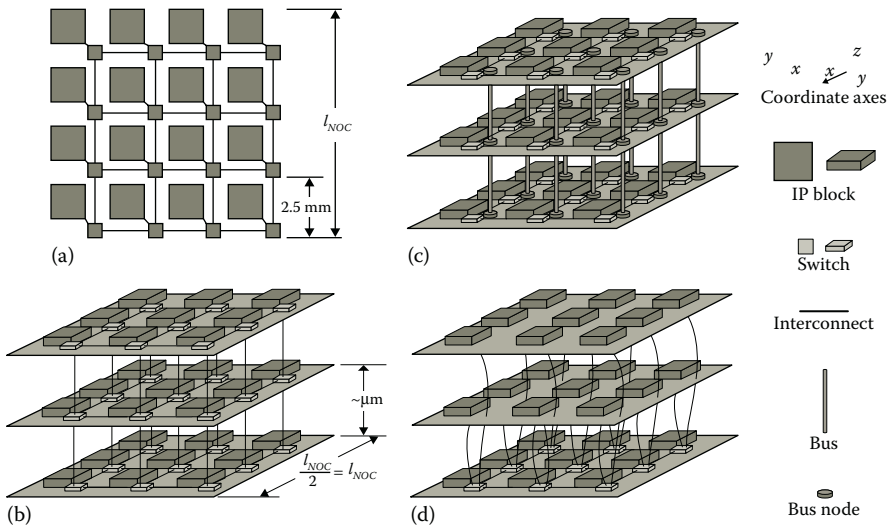 l_NOC
2.5 mm
(a)
(c)
y x x z
y
Coordinate axes
IP block
Switch
Interconnect
Bus
Bus node
~μm
l_NOC
2
= l_NOC
(b)
(d)